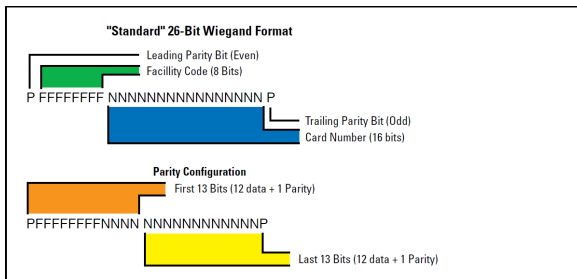 "Standard" 26-Bit Wiegand Format
Leading Parity Bit (Even)
Facillity Code (8 Bits)
P FFFFFFFF NNNNNNNNNNNNNNNN P
Trailing Parity Bit (Odd)
Card Number (16 bits)
Parity Configuration
First 13 Bits (12 data + 1 Parity)
PFFFFFFFFNNNN NNNNNNNNNNNNP
Last 13 Bits (12 data + 1 Parity)